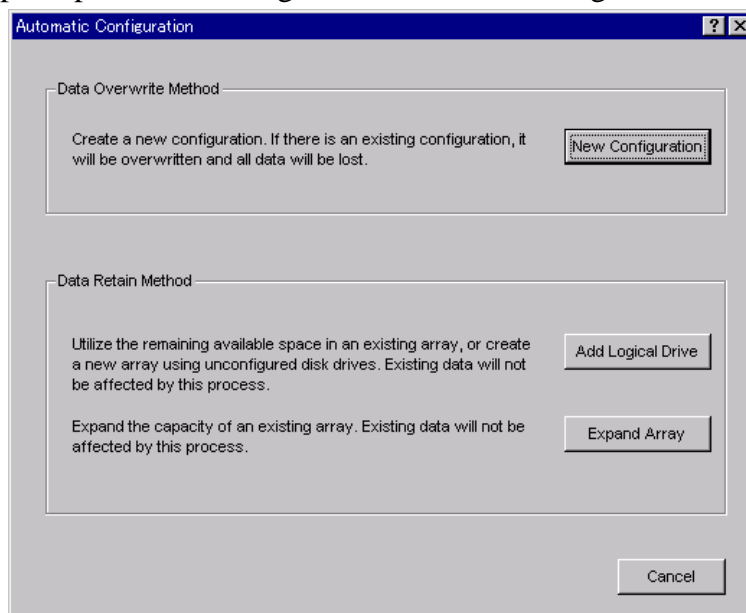 Automatic Configuration
Data Overwrite Method
Create a new configuration. If there is an existing configuration, it
will be overwritten and all data will be lost.
New Configuration
Data Retain Method
Utilize the remaining available space in an existing array, or create
a new array using unconfigured disk drives. Existing data will not
be affected by this process.
Add Logical Drive
Expand the capacity of an existing array. Existing data will not be
affected by this process.
Expand Array
Cancel